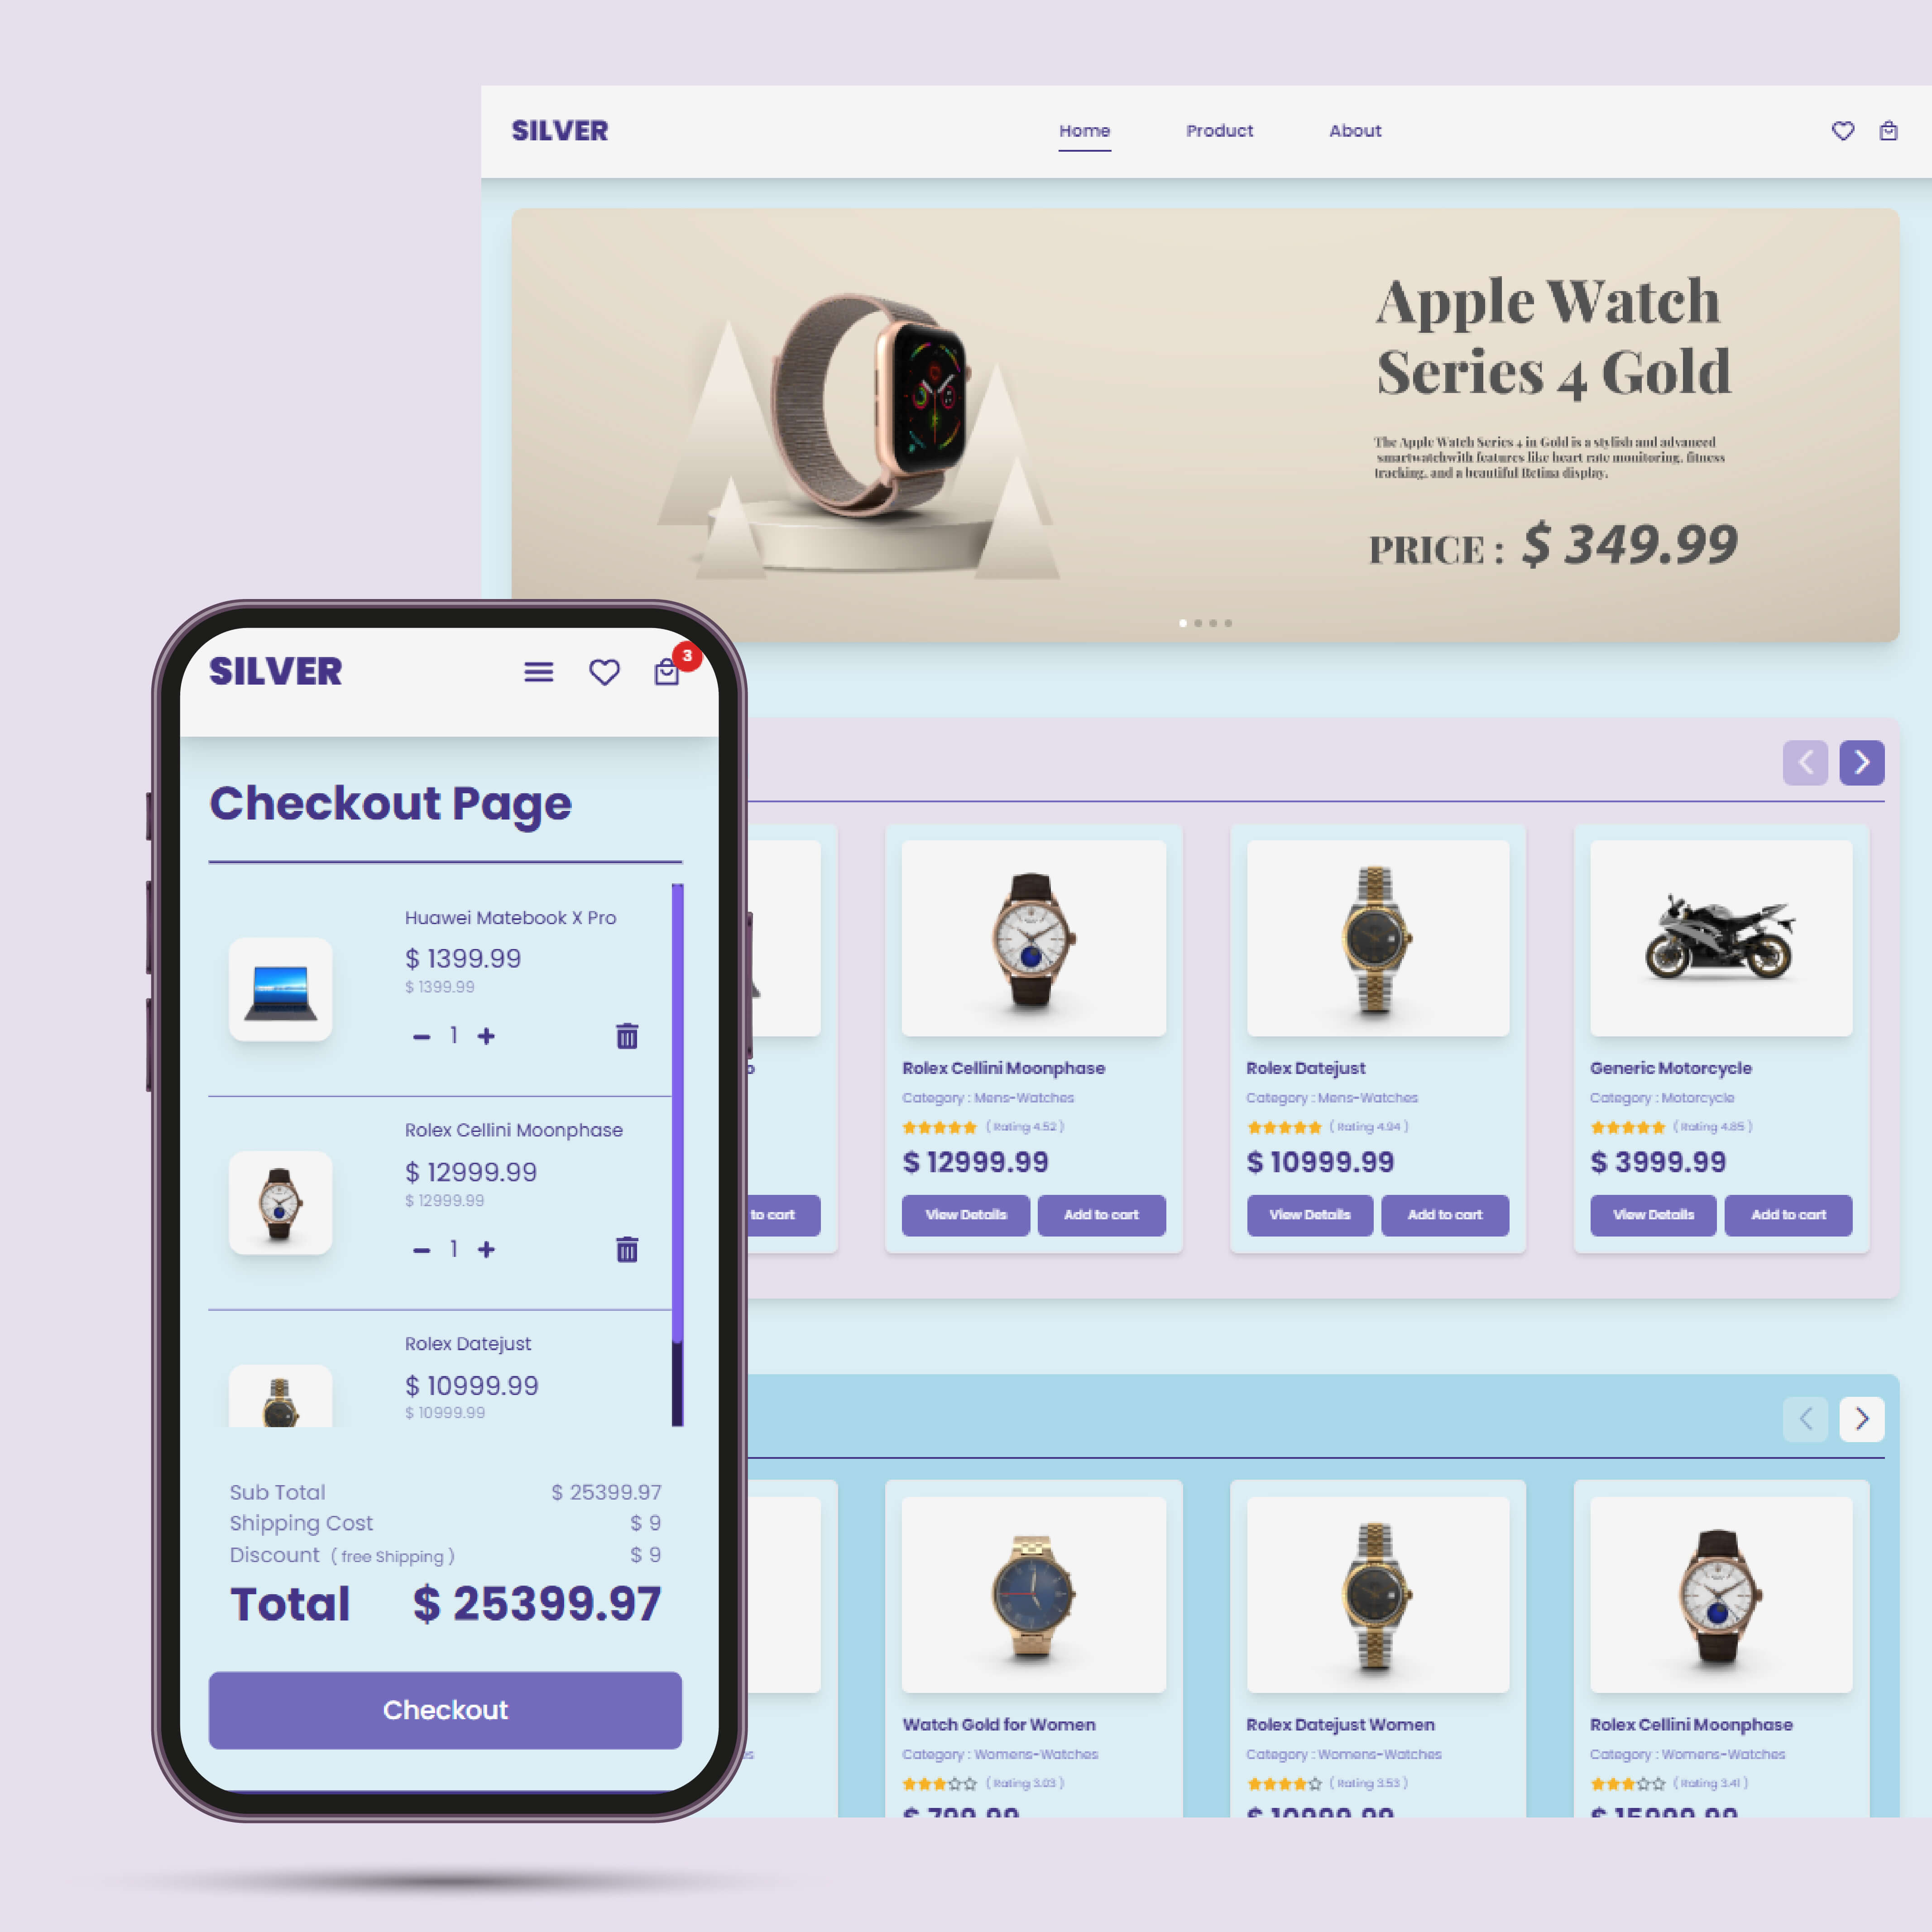 SILVER
Home Product About
Apple Watch
Series 4 Gold
The Apple Watch Series 4 in Gold is a stylish and advanced
smartwatchwith features like heart rate monitoring, fitness
tracking, and a beautiful Retina display.
PRICE : $ 349.99
SILVER 3
Checkout Page
Huawei Matebook X Pro
$ 1399.99
$ 1399.99
1
Rolex Cellini Moonphase
$ 12999.99
$ 12999.99
1
Rolex Datejust
$ 10999.99
$ 10999.99
Sub Total $ 25399.97
Shipping Cost $ 9
Discount ( free Shipping ) $ 9
Total $ 25399.97
Checkout
to cart
Rolex Cellini Moonphase
Category : Mens-Watches
( Rating 4.52 )
$ 12999.99
View Details Add to cart
Rolex Datejust
Category : Mens-Watches
( Rating 4.94 )
$ 10999.99
View Details Add to cart
Generic Motorcycle
Category : Motorcycle
( Rating 4.85 )
$ 3999.99
View Details Add to cart
Watch Gold for Women
Category : Womens-Watches
( Rating 3.03 )
$ 799.99
Rolex Datejust Women
Category : Womens-Watches
( Rating 3.53 )
$ 10999.99
Rolex Cellini Moonphase
Category : Womens-Watches
( Rating 3.41 )
$ 15999.99